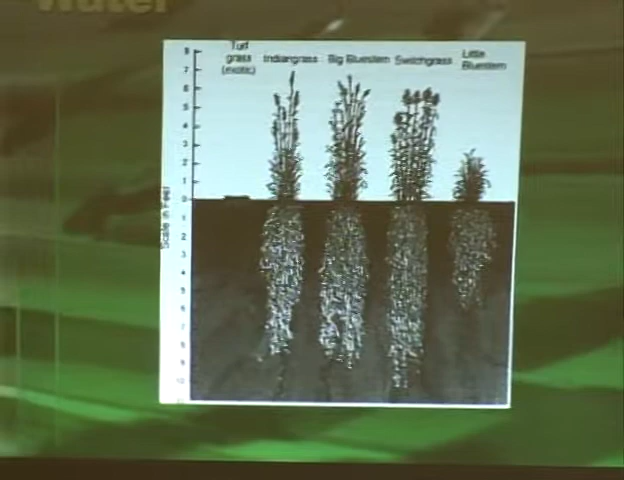 Water
Turf
grass
(exotic)
Indiangrass
Big Bluestem
Switchgrass
Little
Bluestem
8
7
6
5
4
3
2
1
0
1
2
3
4
5
6
7
8
9
10
Scale in Feet